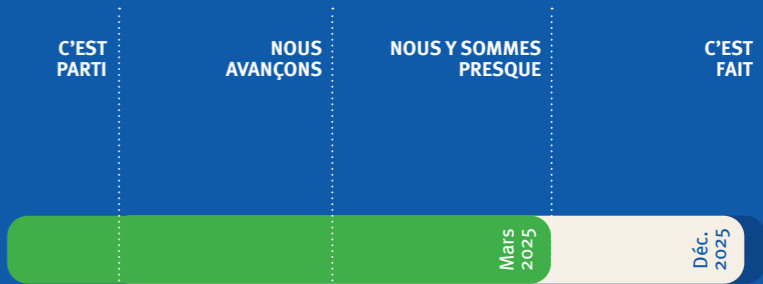 C'EST
PARTI
NOUS
AVANÇONS
NOUS Y SOMMES
PRESQUE
C'EST
FAIT
Mars
2025
Déc.
2025